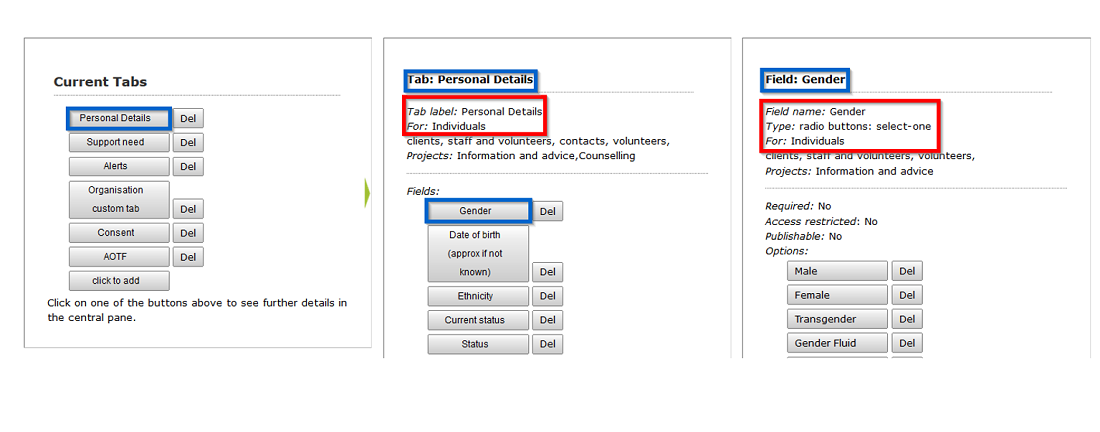 Current Tabs
Personal Details Del
Support need Del
Alerts Del
Organisation
custom tab Del
Consent Del
AOTF Del
click to add
Click on one of the buttons above to see further details in
the central pane.
Tab: Personal Details
Tab label: Personal Details
For: Individuals
clients, staff and volunteers, contacts, volunteers,
Projects: Information and advice,Counselling
Fields:
Gender Del
Date of birth
(approx if not
known) Del
Ethnicity Del
Current status Del
Status Del
Field: Gender
Field name: Gender
Type: radio buttons: select-one
For: Individuals
clients, staff and volunteers, volunteers,
Projects: Information and advice
Required: No
Access restricted: No
Publishable: No
Options:
Male Del
Female Del
Transgender Del
Gender Fluid Del